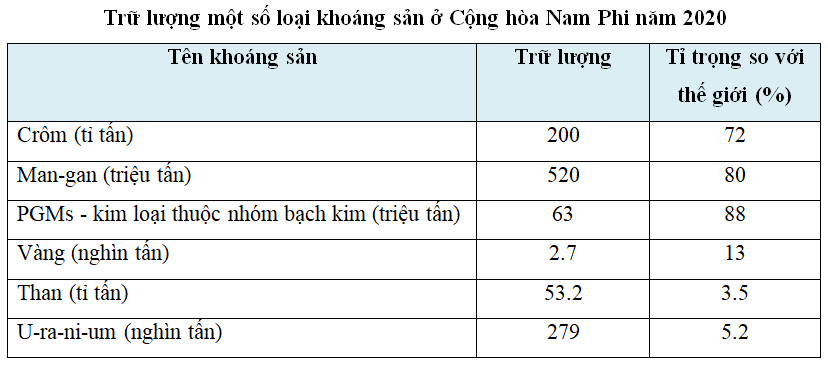 Trữ lượng một số loại khoáng sản ở Cộng hòa Nam Phi năm 2020
Tên khoáng sản Trữ lượng Tỉ trọng so với
thế giới (%)
Crôm (tỉ tấn) 200 72
Man-gan (triệu tấn) 520 80
PGMs - kim loại thuộc nhóm bạch kim (triệu tấn) 63 88
Vàng (nghìn tấn) 2.7 13
Than (tỉ tấn) 53.2 3.5
U-ra-ni-um (nghìn tấn) 279 5.2